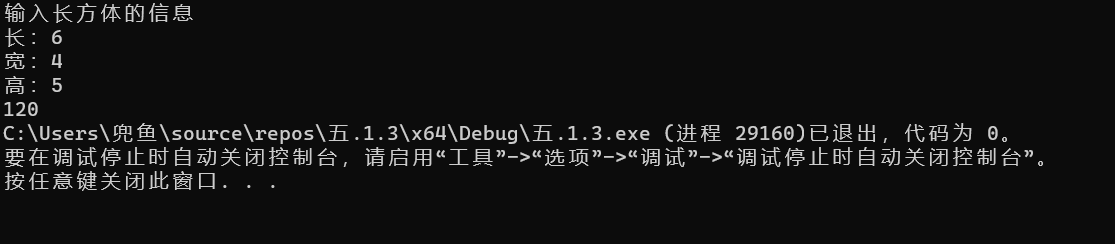 输入长方体的信息
长：6
宽：4
高：5
120
C:\Users\兜鱼\source\repos\五.1.3\x64\Debug\五.1.3.exe (进程 29160)已退出，代码为 0。
要在调试停止时自动关闭控制台，请启用“工具”->“选项”->“调试”->“调试停止时自动关闭控制台”。
按任意键关闭此窗口. . .